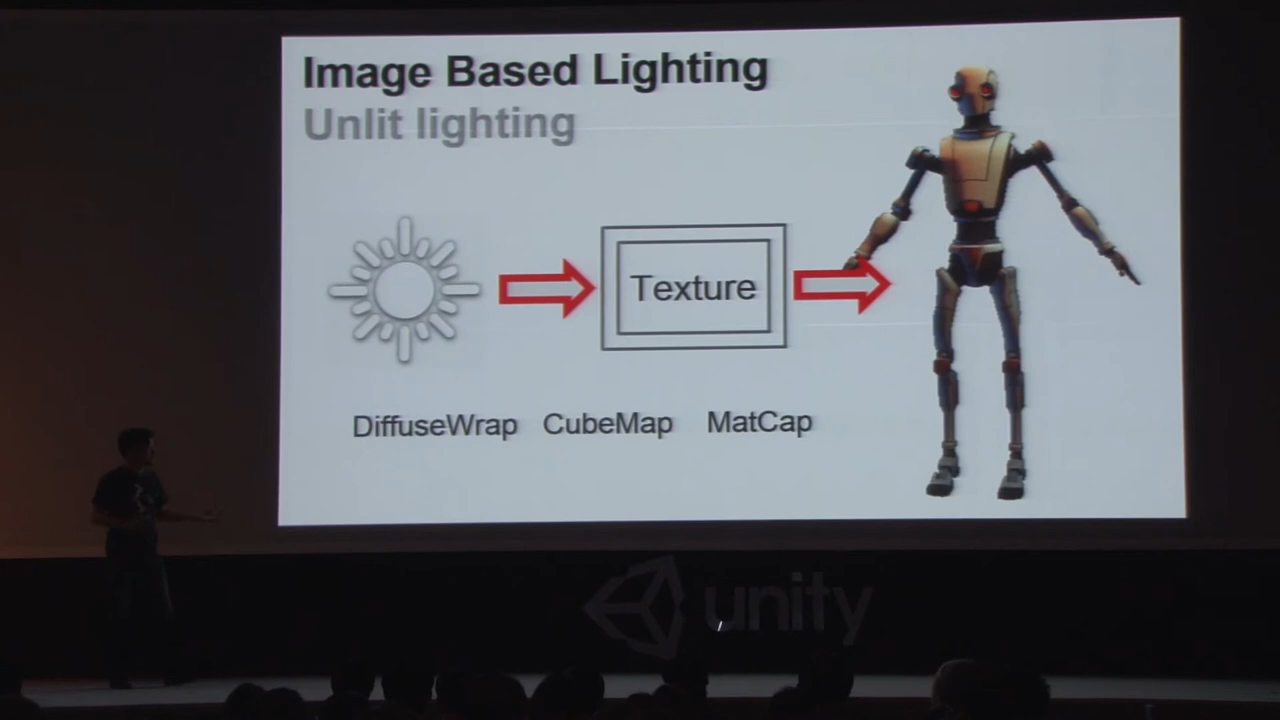 Image Based Lighting
Unlit lighting
Texture
DiffuseWrap CubeMap MatCap
unity